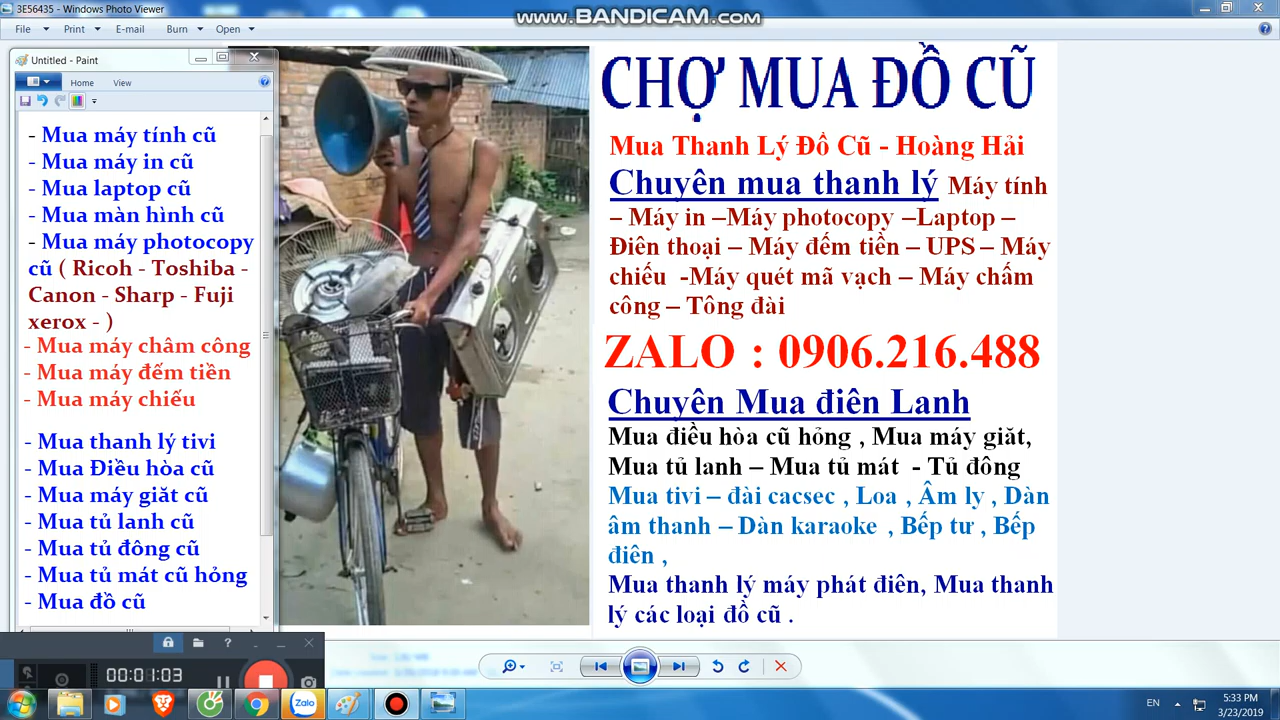 3E56435 - Windows Photo Viewer
www.BANDICAM.com
File Print E-mail Burn Open
Untitled - Paint
Home View
- Mua máy tính cũ
- Mua máy in cũ
- Mua laptop cũ
- Mua màn hình cũ
- Mua máy photocopy
cũ ( Ricoh - Toshiba -
Canon - Sharp - Fuji
xerox - )
- Mua máy châm công
- Mua máy đếm tiền
- Mua máy chiếu
- Mua thanh lý tivi
- Mua Điều hòa cũ
- Mua máy giặt cũ
- Mua tủ lanh cũ
- Mua tủ đông cũ
- Mua tủ mát cũ hỏng
- Mua đồ cũ
CHỢ MUA ĐỒ CŨ
Mua Thanh Lý Đồ Cũ - Hoàng Hải
Chuyên mua thanh lý Máy tính
– Máy in –Máy photocopy –Laptop –
Điên thoại – Máy đếm tiền – UPS – Máy
chiếu -Máy quét mã vạch – Máy chấm
công – Tông đài
ZALO : 0906.216.488
Chuyên Mua điên Lanh
Mua điều hòa cũ hỏng , Mua máy giăt,
Mua tủ lanh – Mua tủ mát - Tủ đông
Mua tivi – đài cacsec , Loa , Âm ly , Dàn
âm thanh – Dàn karaoke , Bếp tư , Bếp
điên ,
Mua thanh lý máy phát điên, Mua thanh
lý các loại đồ cũ .
00:01:03
Zalo
EN
5:33 PM
3/23/2019